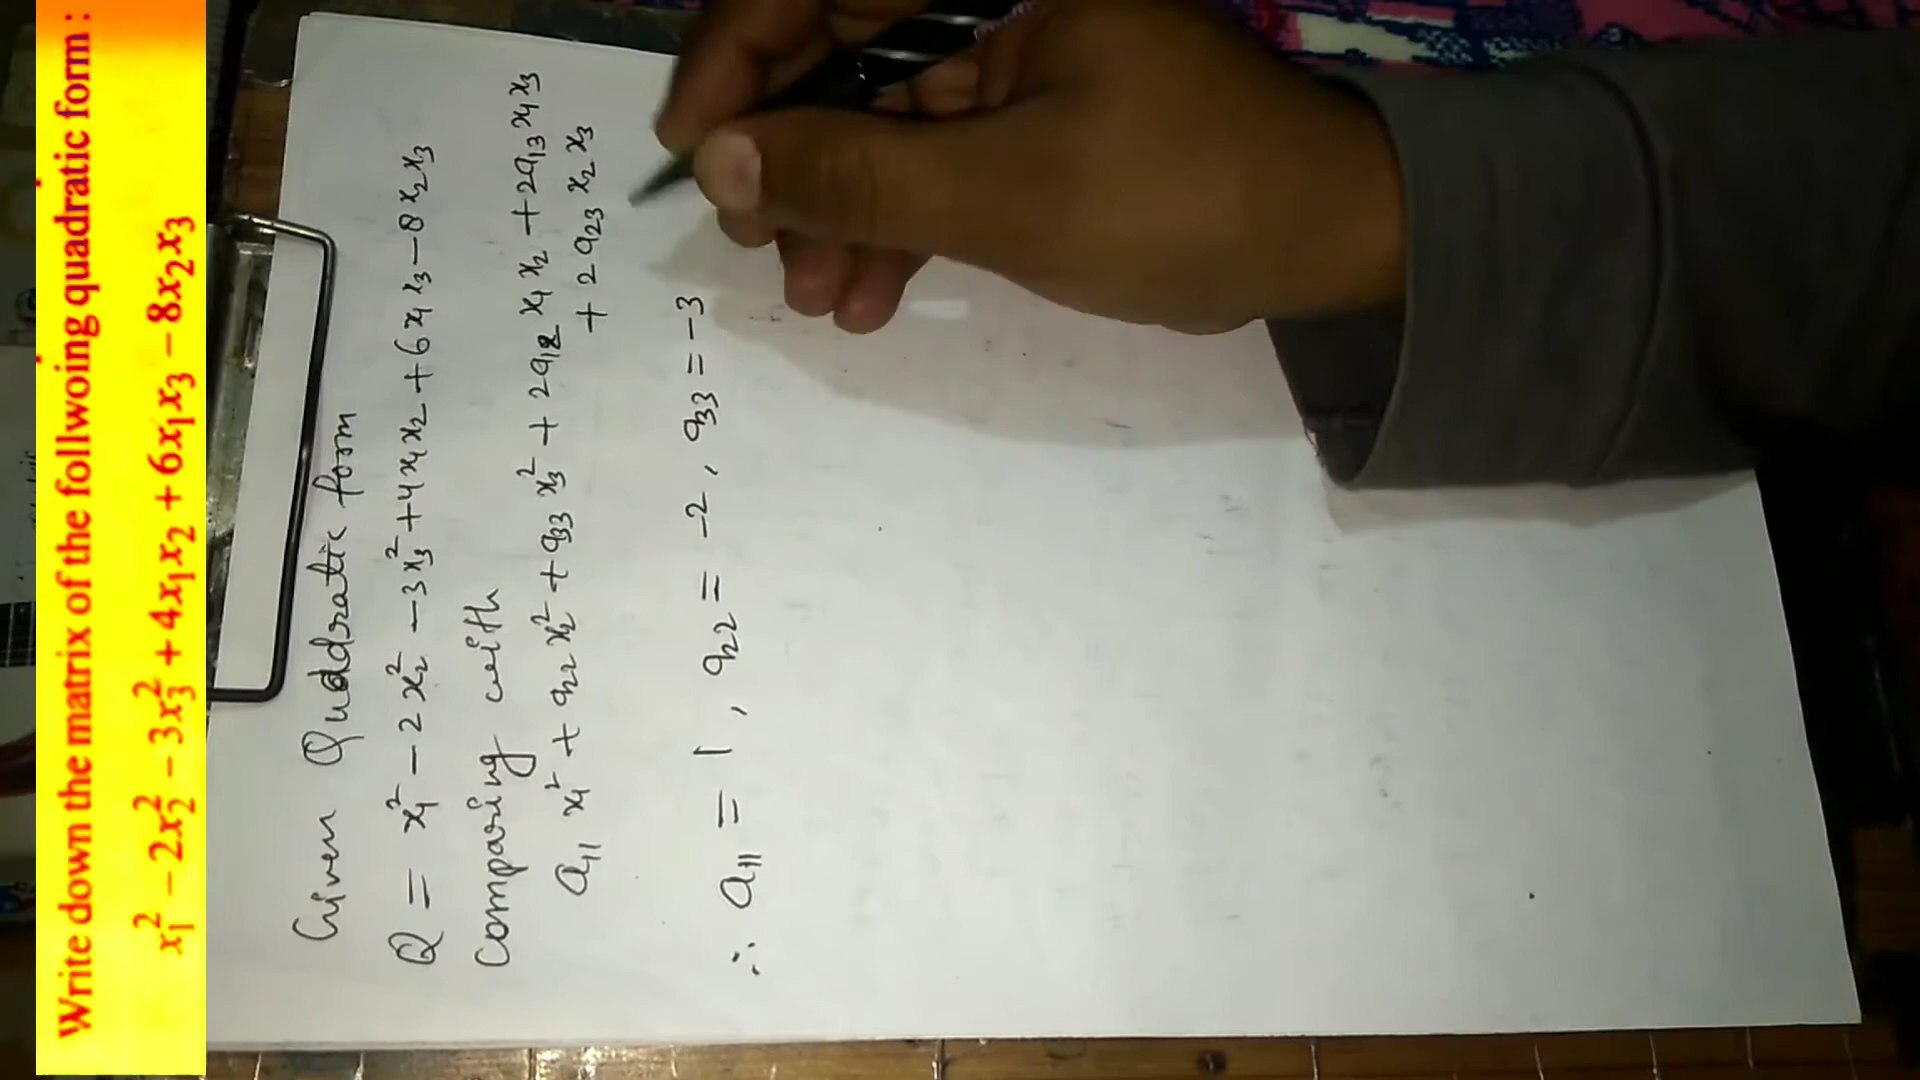 Write down the matrix of the follwoing quadratic form :
x₁² − 2x₂² − 3x₃² + 4x₁x₂ + 6x₁x₃ − 8x₂x₃
Given Quadratic form
Q = x₁² − 2x₂² − 3x₃² + 4x₁x₂ + 6x₁x₃ − 8x₂x₃
Comparing with
a₁₁x₁² + a₂₂x₂² + a₃₃x₃² + 2a₁₂x₁x₂ + 2a₁₃x₁x₃
+ 2a₂₃x₂x₃
∴ a₁₁ = 1, a₂₂ = −2, a₃₃ = −3